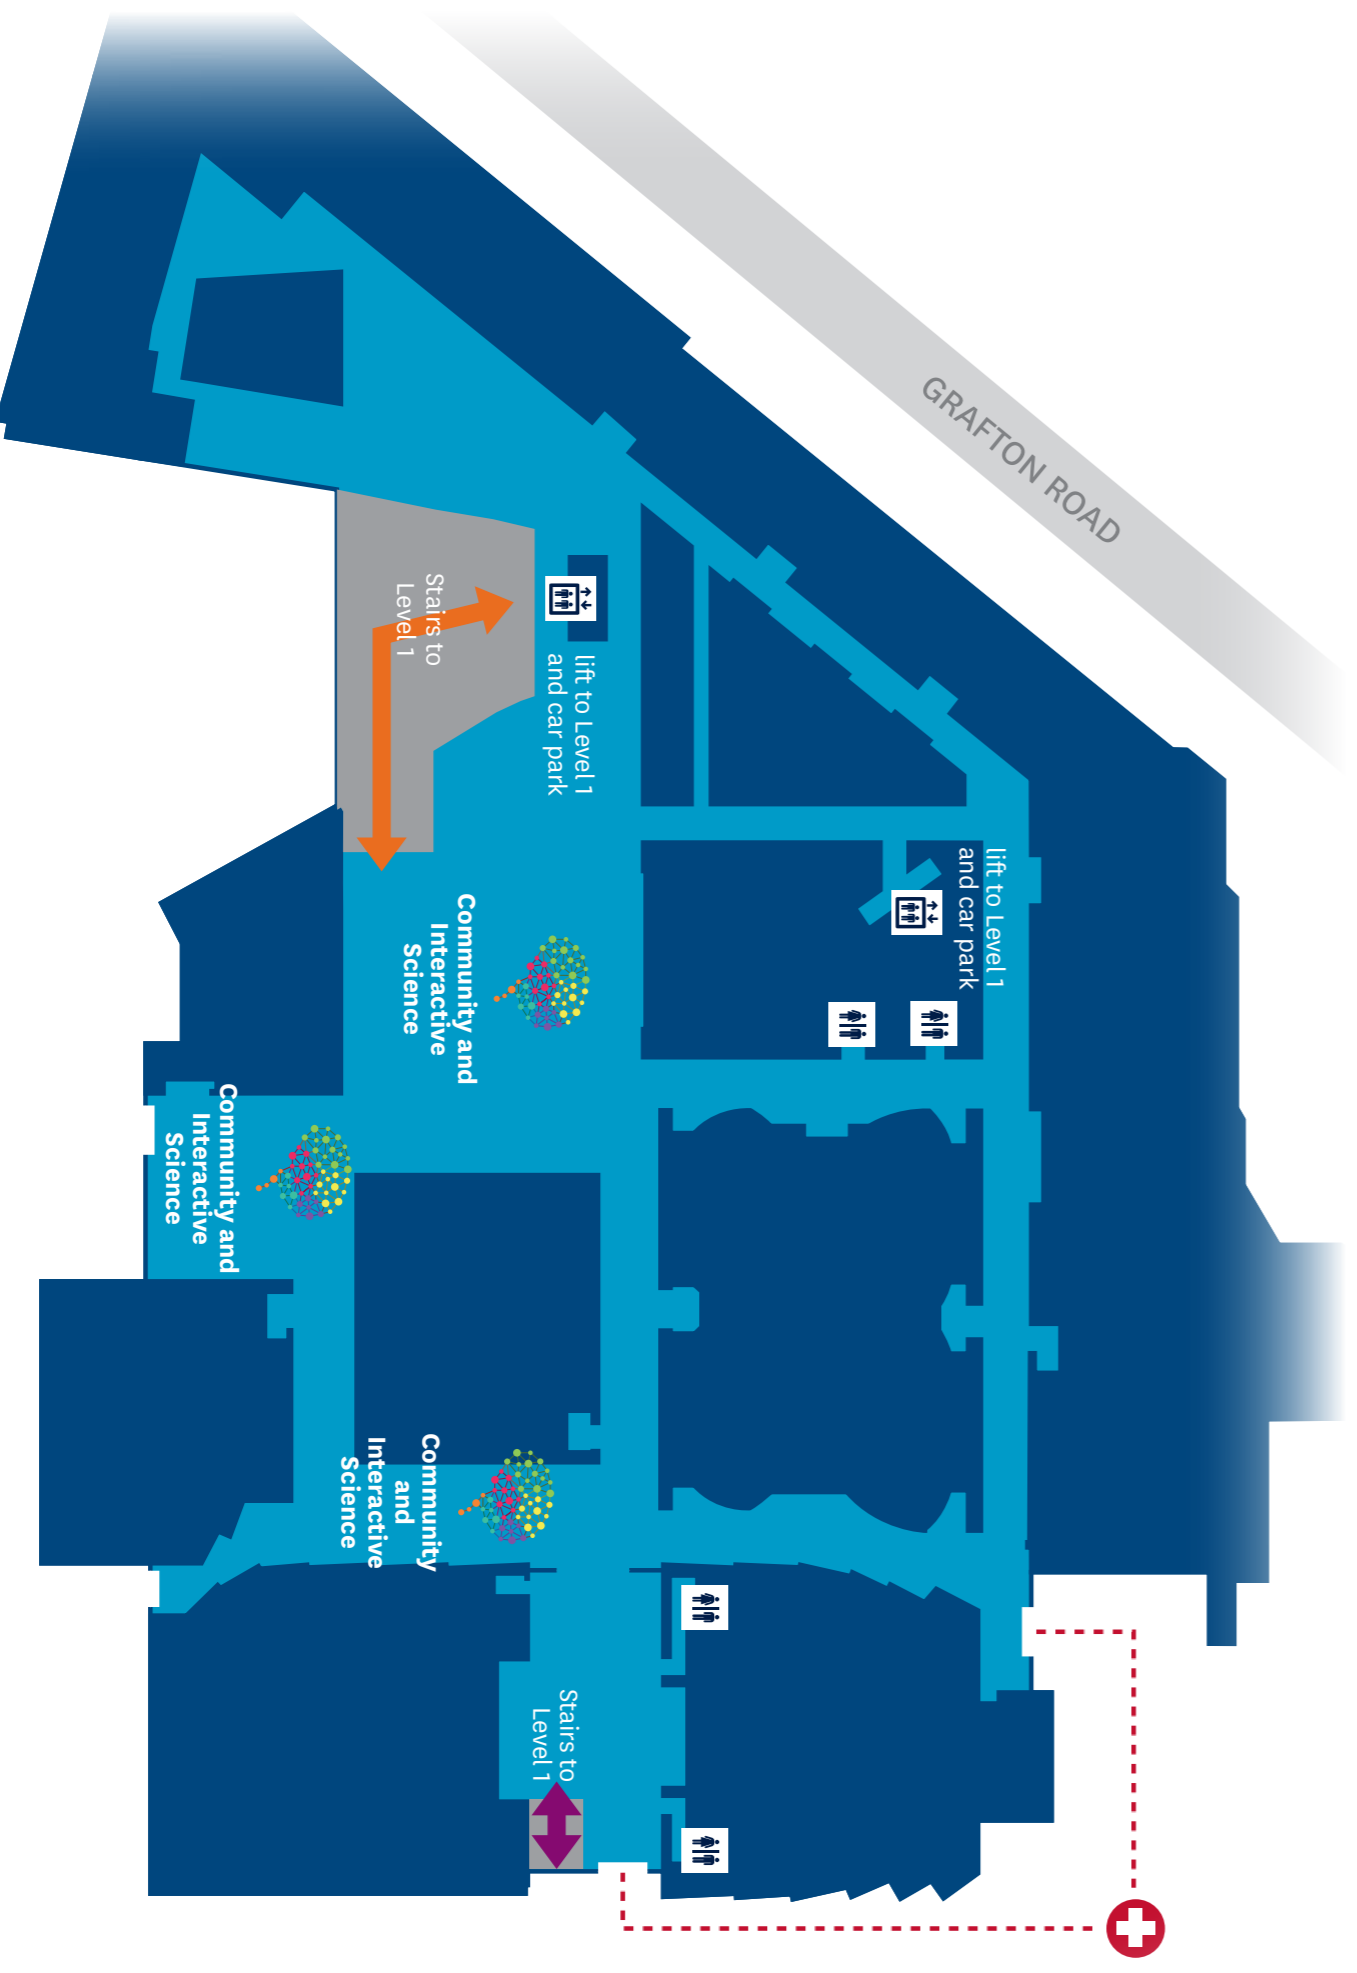 GRAFTON ROAD
Stairs to
Level 1
lift to Level 1
and car park
lift to Level 1
and car park
Community and
Interactive
Science
Community and
Interactive
Science
Community
and
Interactive
Science
Stairs to
Level 1